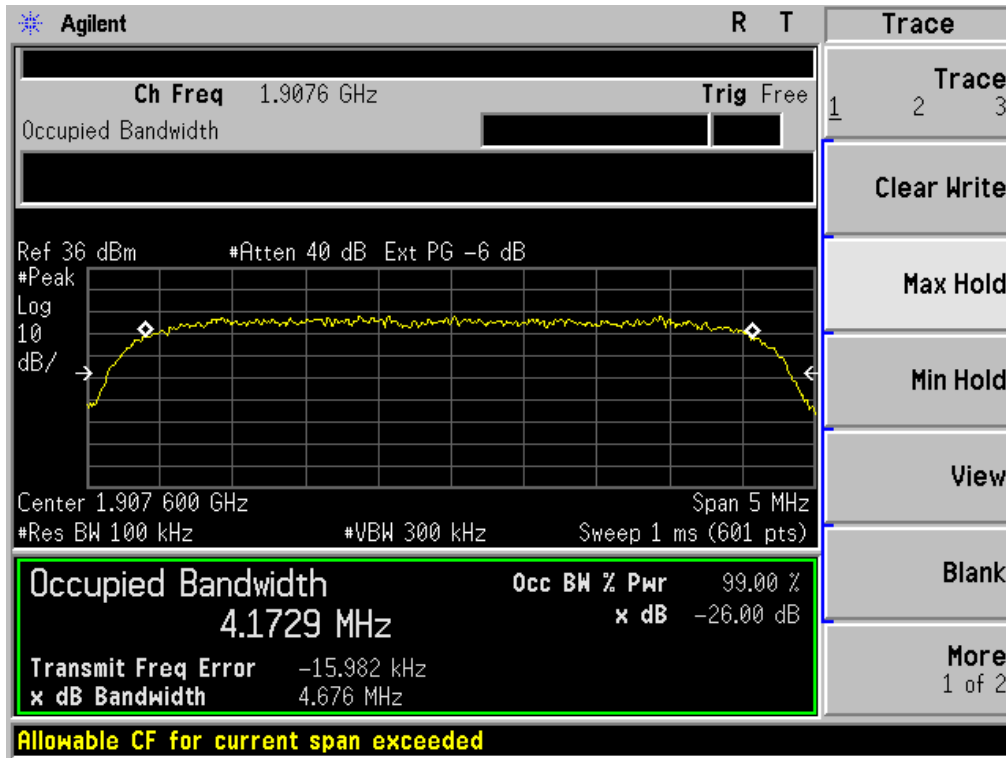 Agilent R T Trace
Ch Freq 1.9076 GHz Trig Free
Occupied Bandwidth
Trace
1 2 3
Clear Write
Max Hold
Min Hold
View
Blank
More
1 of 2
Ref 36 dBm #Atten 40 dB Ext PG -6 dB
#Peak
Log
10
dB/
Center 1.907 600 GHz Span 5 MHz
#Res BW 100 kHz #VBW 300 kHz Sweep 1 ms (601 pts)
Occupied Bandwidth Occ BW % Pwr 99.00 %
4.1729 MHz x dB -26.00 dB
Transmit Freq Error -15.982 kHz
x dB Bandwidth 4.676 MHz
Allowable CF for current span exceeded